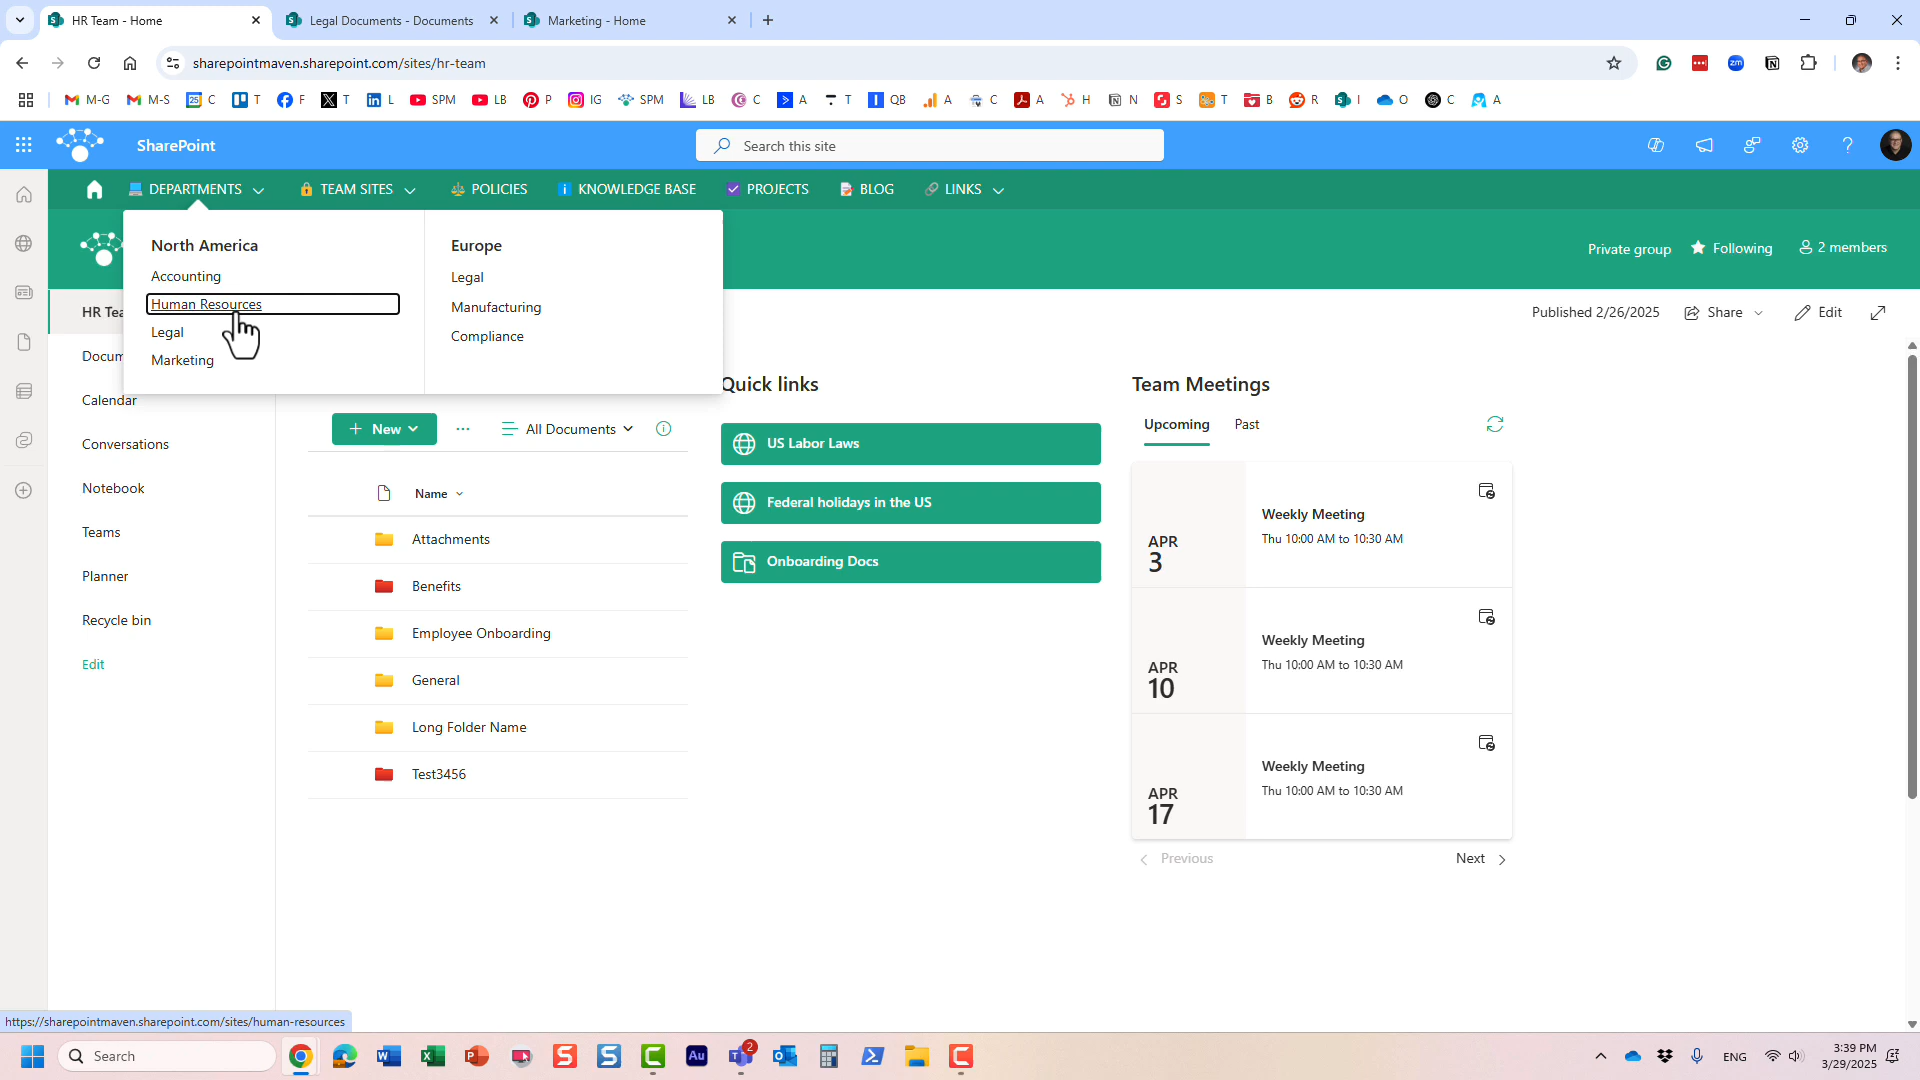 HR Team - Home
Legal Documents - Documents
Marketing - Home
sharepointmaven.sharepoint.com/sites/hr-team
M-G
M-S
C
T
F
T
L
SPM
LB
P
IG
SPM
LB
C
A
T
QB
A
C
A
H
N
S
T
B
R
I
O
C
A
SharePoint
Search this site
DEPARTMENTS
TEAM SITES
POLICIES
KNOWLEDGE BASE
PROJECTS
BLOG
LINKS
North America
Accounting
Human Resources
Legal
Marketing
Europe
Legal
Manufacturing
Compliance
Private group
Following
2 members
HR Tea
Docum
Calendar
Conversations
Notebook
Teams
Planner
Recycle bin
Edit
Published 2/26/2025
Share
Edit
New
All Documents
Name
Attachments
Benefits
Employee Onboarding
General
Long Folder Name
Test3456
Quick links
US Labor Laws
Federal holidays in the US
Onboarding Docs
Team Meetings
Upcoming
Past
APR
3
Weekly Meeting
Thu 10:00 AM to 10:30 AM
APR
10
Weekly Meeting
Thu 10:00 AM to 10:30 AM
APR
17
Weekly Meeting
Thu 10:00 AM to 10:30 AM
Previous
Next
https://sharepointmaven.sharepoint.com/sites/human-resources
Search
2
ENG
3:39 PM
3/29/2025